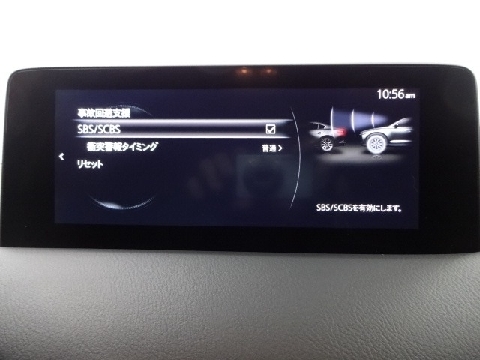 10:56am
事故回避支援
SBS/SCBS
衝突警報タイミング
普通
リセット
SBS/SCBSを有効にします。